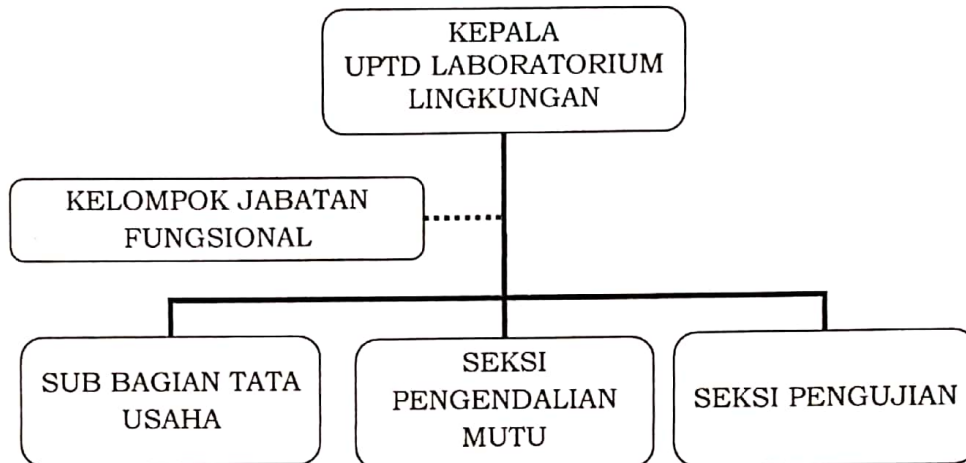 KEPALA
UPTD LABORATORIUM
LINGKUNGAN
KELOMPOK JABATAN
FUNGSIONAL
SUB BAGIAN TATA
USAHA
SEKSI
PENGENDALIAN
MUTU
SEKSI PENGUJIAN